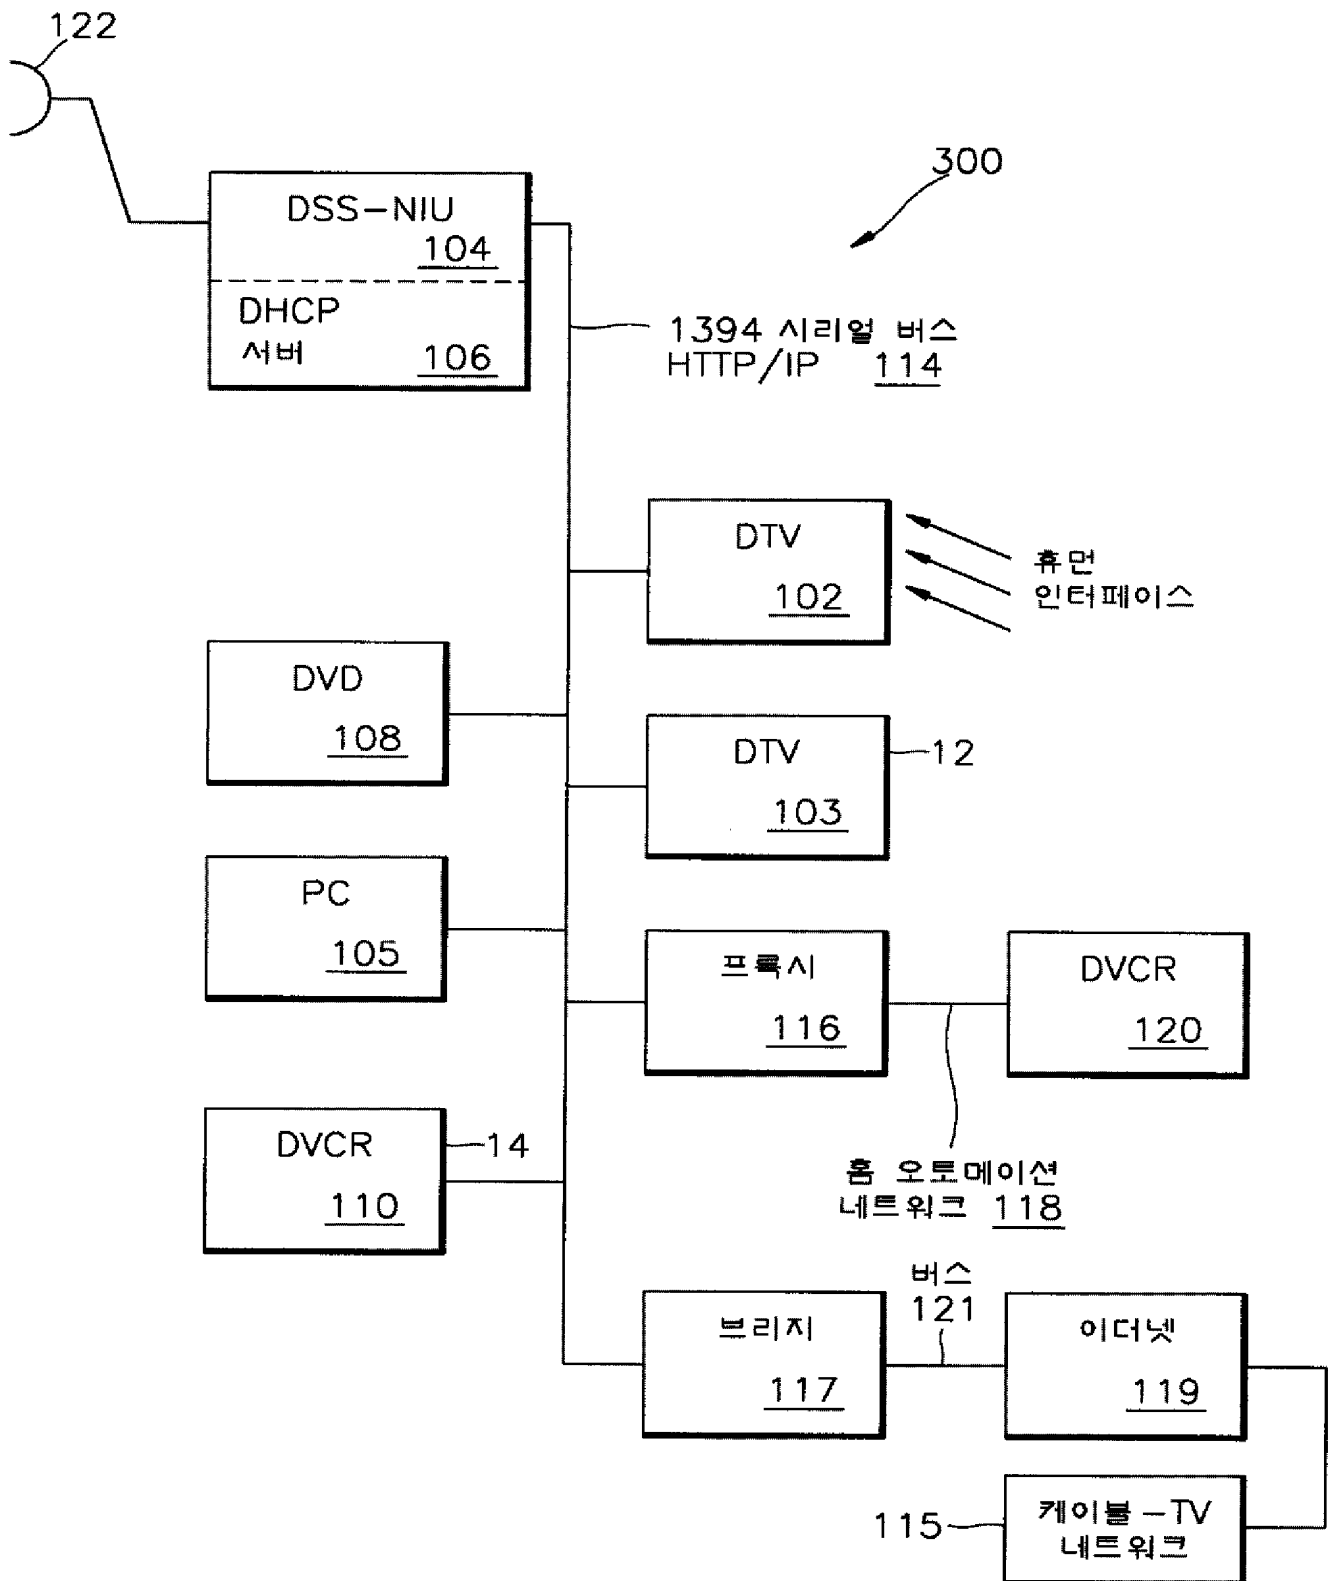 122
300
DSS-NIU
104
DHCP
서버
106
1394 시리얼 버스
HTTP/IP 114
DTV
102
휴먼
인터페이스
DVD
108
DTV
103
12
PC
105
프록시
116
DVCR
120
DVCR
110
14
홈 오토메이션
네트워크 118
버스
121
브리지
117
이더넷
119
115
케이블-TV
네트워크